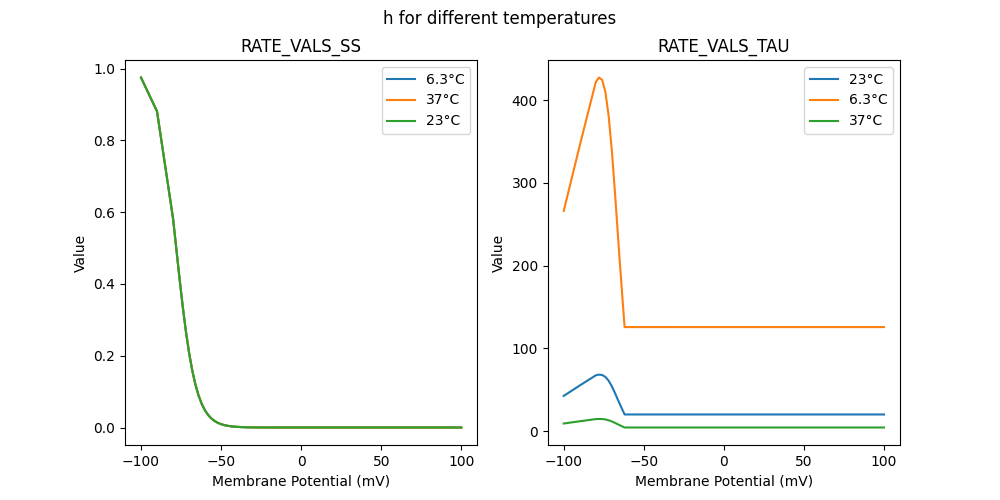 h for different temperatures
RATE_VALS_SS
1.0
0.8
0.6
0.4
0.2
0.0
Value
−100
−50
0
50
100
Membrane Potential (mV)
6.3°C
37°C
23°C
RATE_VALS_TAU
400
300
200
100
0
Value
−100
−50
0
50
100
Membrane Potential (mV)
23°C
6.3°C
37°C